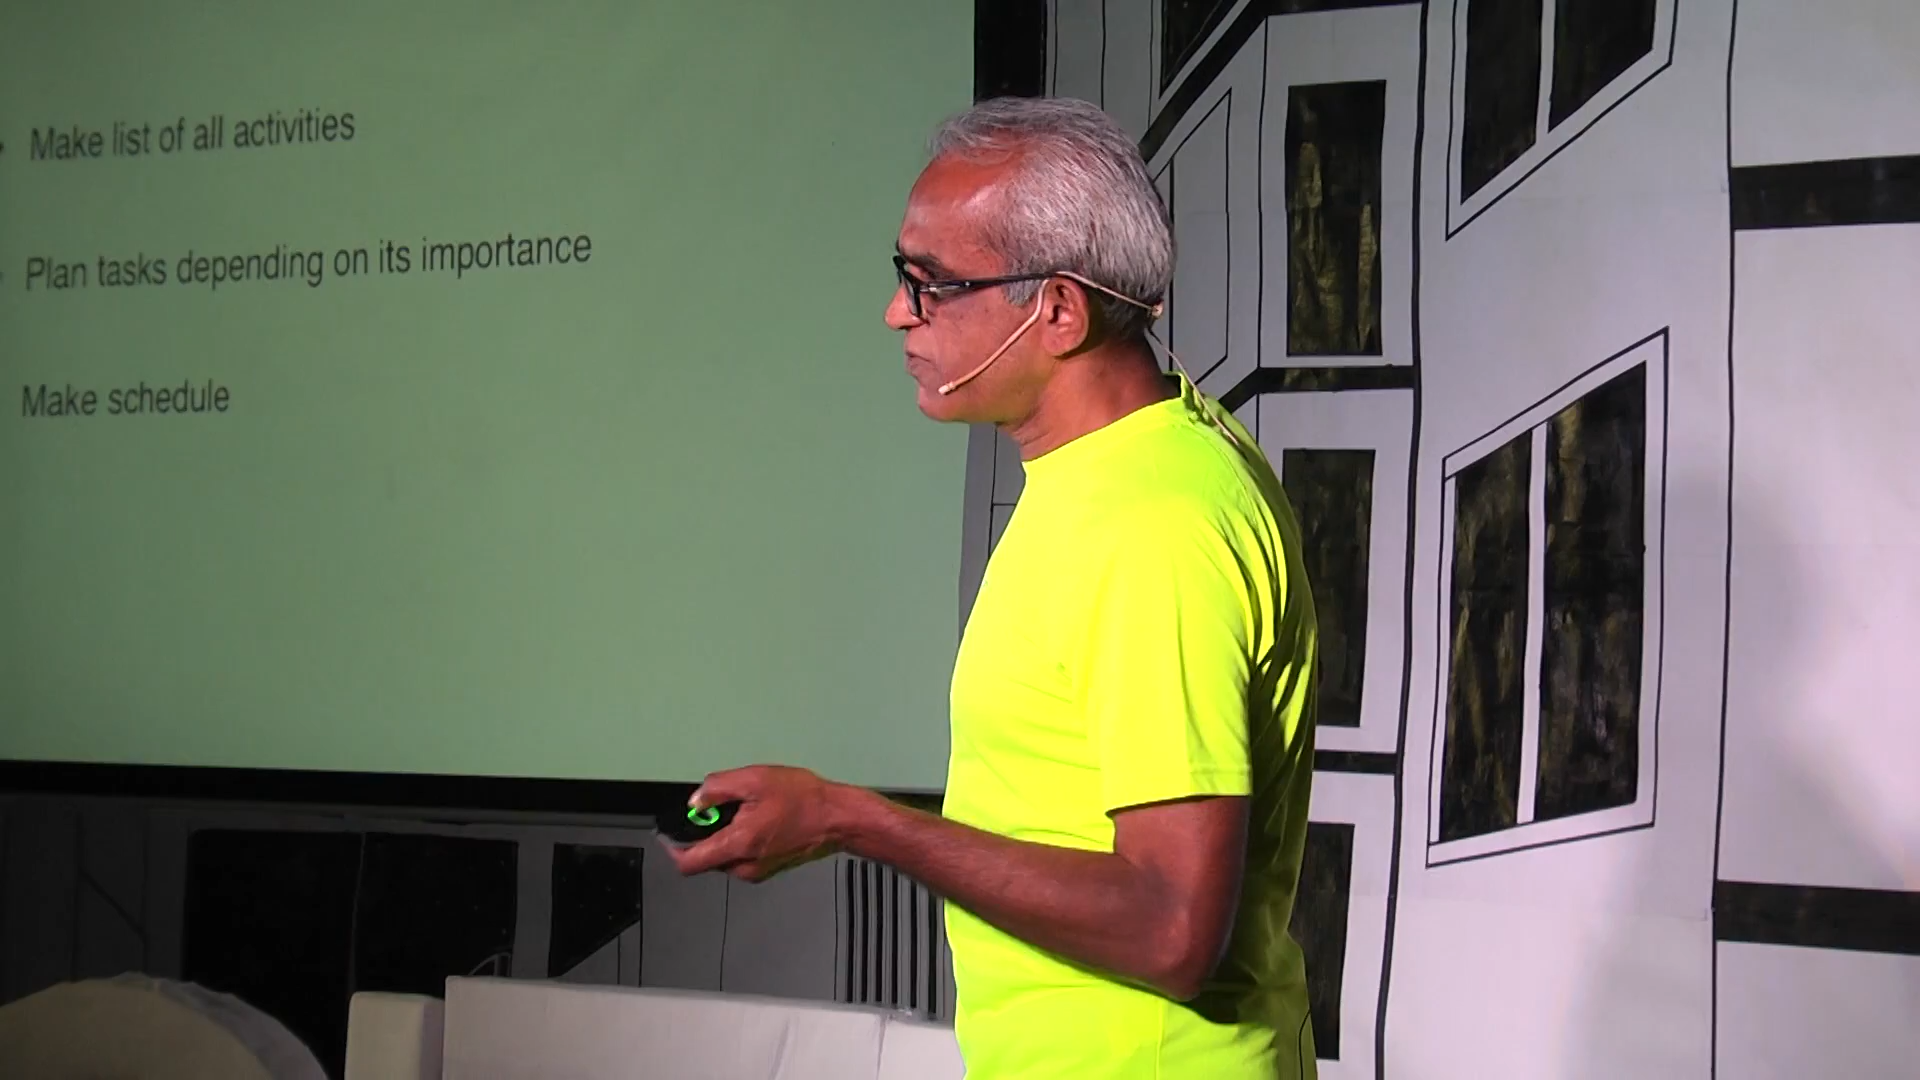 Make list of all activities
Plan tasks depending on its importance
Make schedule